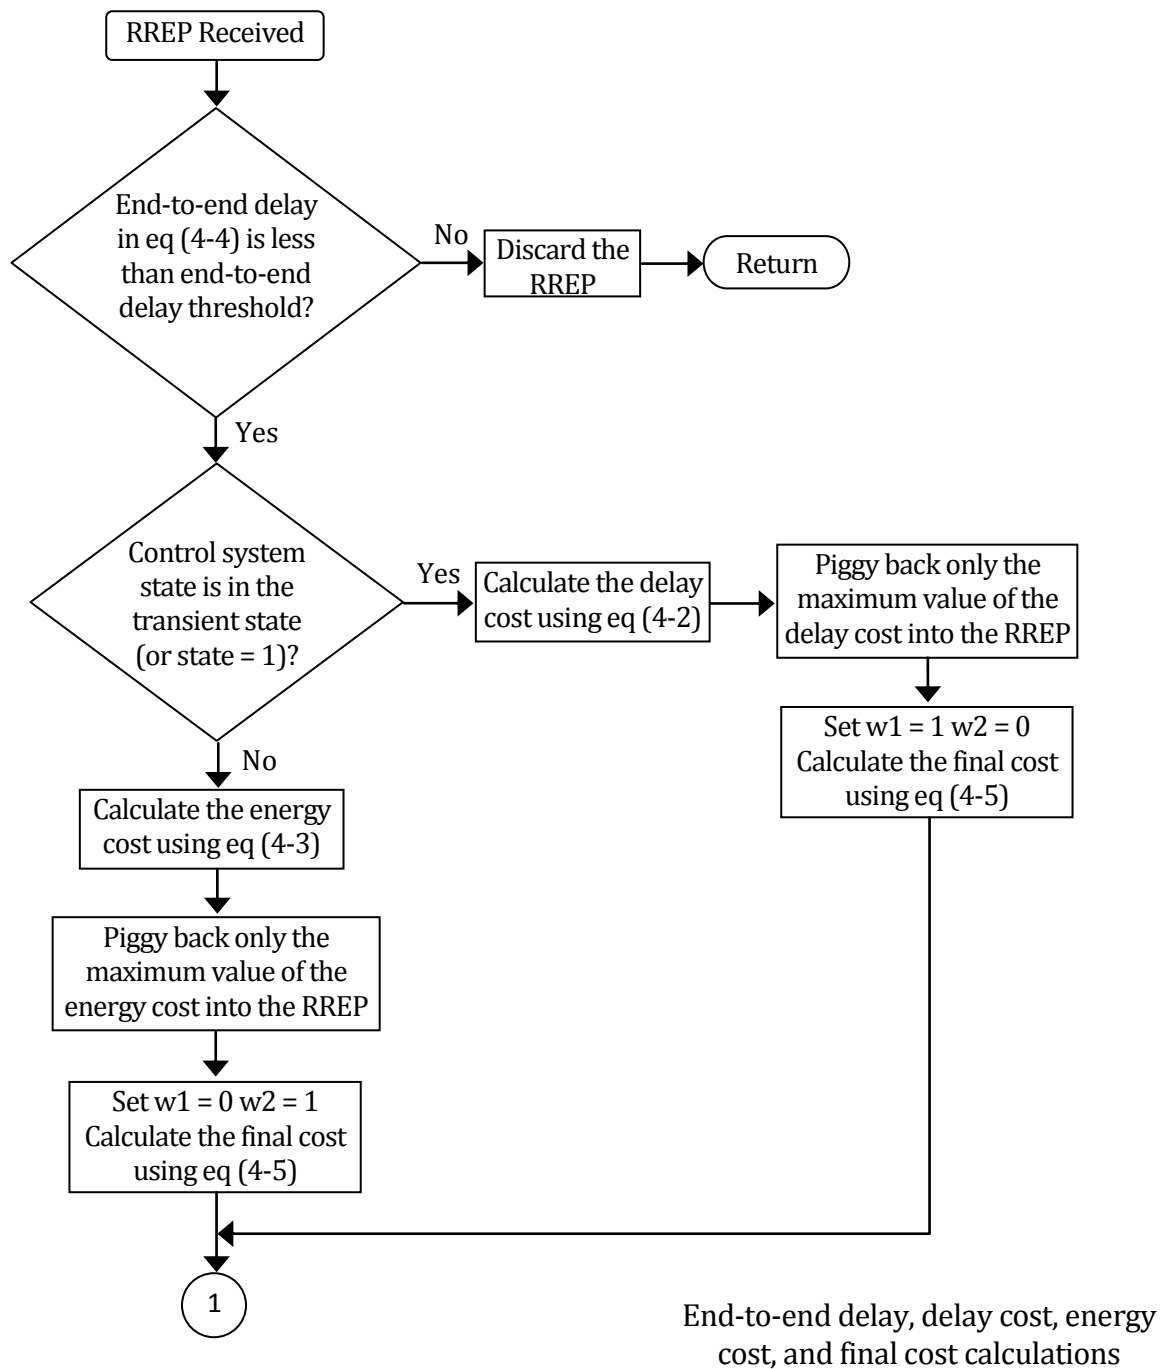 RREP Received
End-to-end delay
in eq (4-4) is less
than end-to-end
delay threshold?
No
Discard the
RREP
Return
Yes
Control system
state is in the
transient state
(or state = 1)?
Yes
Calculate the delay
cost using eq (4-2)
Piggy back only the
maximum value of the
delay cost into the RREP
Set w1 = 1 w2 = 0
Calculate the final cost
using eq (4-5)
No
Calculate the energy
cost using eq (4-3)
Piggy back only the
maximum value of the
energy cost into the RREP
Set w1 = 0 w2 = 1
Calculate the final cost
using eq (4-5)
1
End-to-end delay, delay cost, energy
cost, and final cost calculations